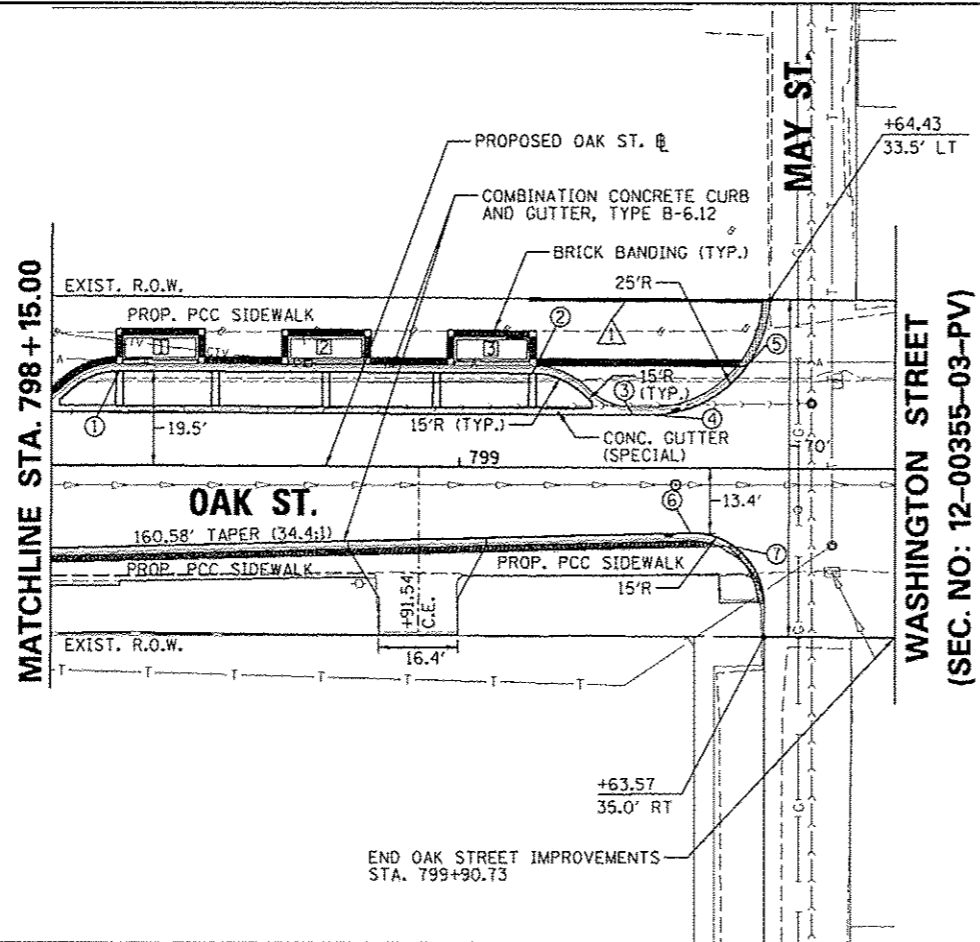 MAY ST.
+64.43
33.5' LT
PROPOSED OAK ST. ℄
COMBINATION CONCRETE CURB
AND GUTTER, TYPE B-6.12
BRICK BANDING (TYP.)
25'R
EXIST. R.O.W.
PROP. PCC SIDEWALK
1
CTV
1
2
3
2
5
15'R
(TYP.)
3
1
19.5'
15'R (TYP.)
4
CONC. GUTTER
(SPECIAL)
70'
799
OAK ST.
6
13.4'
160.58' TAPER (34.4:1)
7
PROP. PCC SIDEWALK
PROP. PCC SIDEWALK
15'R
+91.54
C.E.
EXIST. R.O.W.
16.4'
T T T T T
+63.57
35.0' RT
END OAK STREET IMPROVEMENTS
STA. 799+90.73
MATCHLINE STA. 798+15.00
WASHINGTON STREET
(SEC. NO: 12-00355-03-PV)